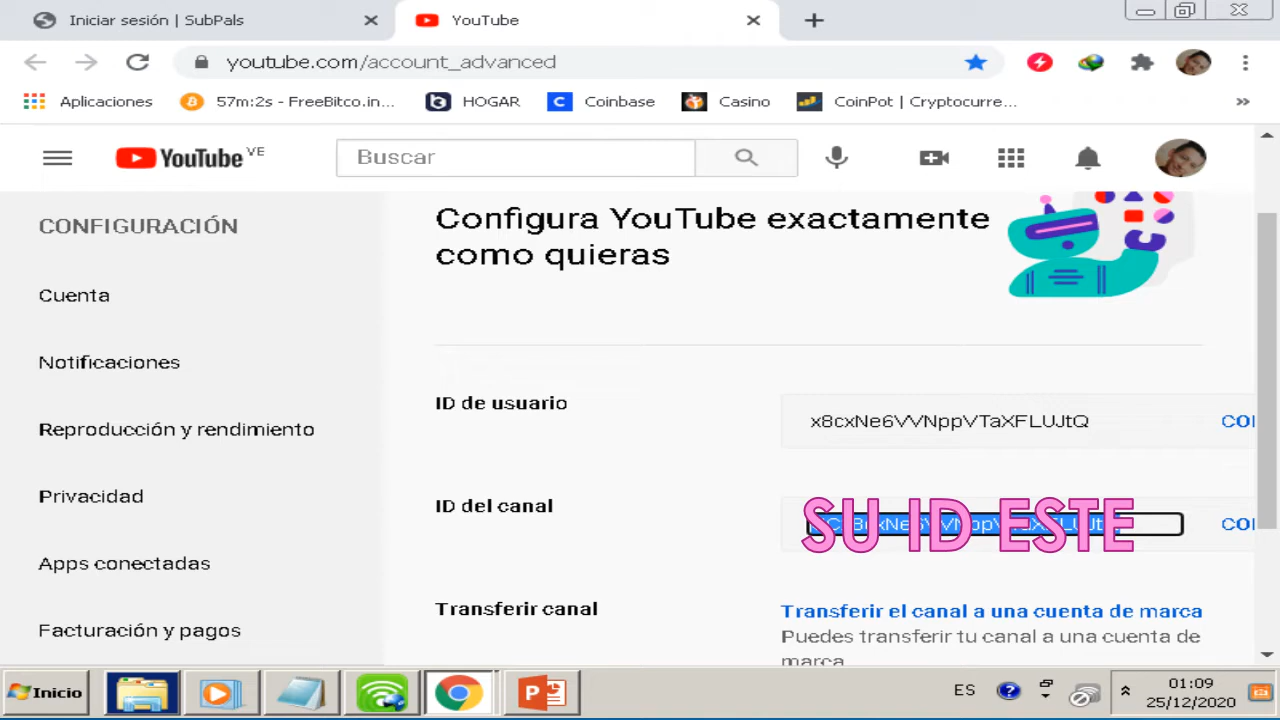 Iniciar sesión | SubPals
YouTube
youtube.com/account_advanced
Aplicaciones
57m:2s - FreeBitco.in...
HOGAR
Coinbase
Casino
CoinPot | Cryptocurre...
YouTube VE
Buscar
CONFIGURACIÓN
Cuenta
Notificaciones
Reproducción y rendimiento
Privacidad
Apps conectadas
Facturación y pagos
Configura YouTube exactamente
como quieras
ID de usuario
x8cxNe6VVNppVTaXFLUJtQ
ID del canal
SU ID ESTE
Transferir canal
Transferir el canal a una cuenta de marca
Puedes transferir tu canal a una cuenta de
marca
Inicio
ES
01:09
25/12/2020